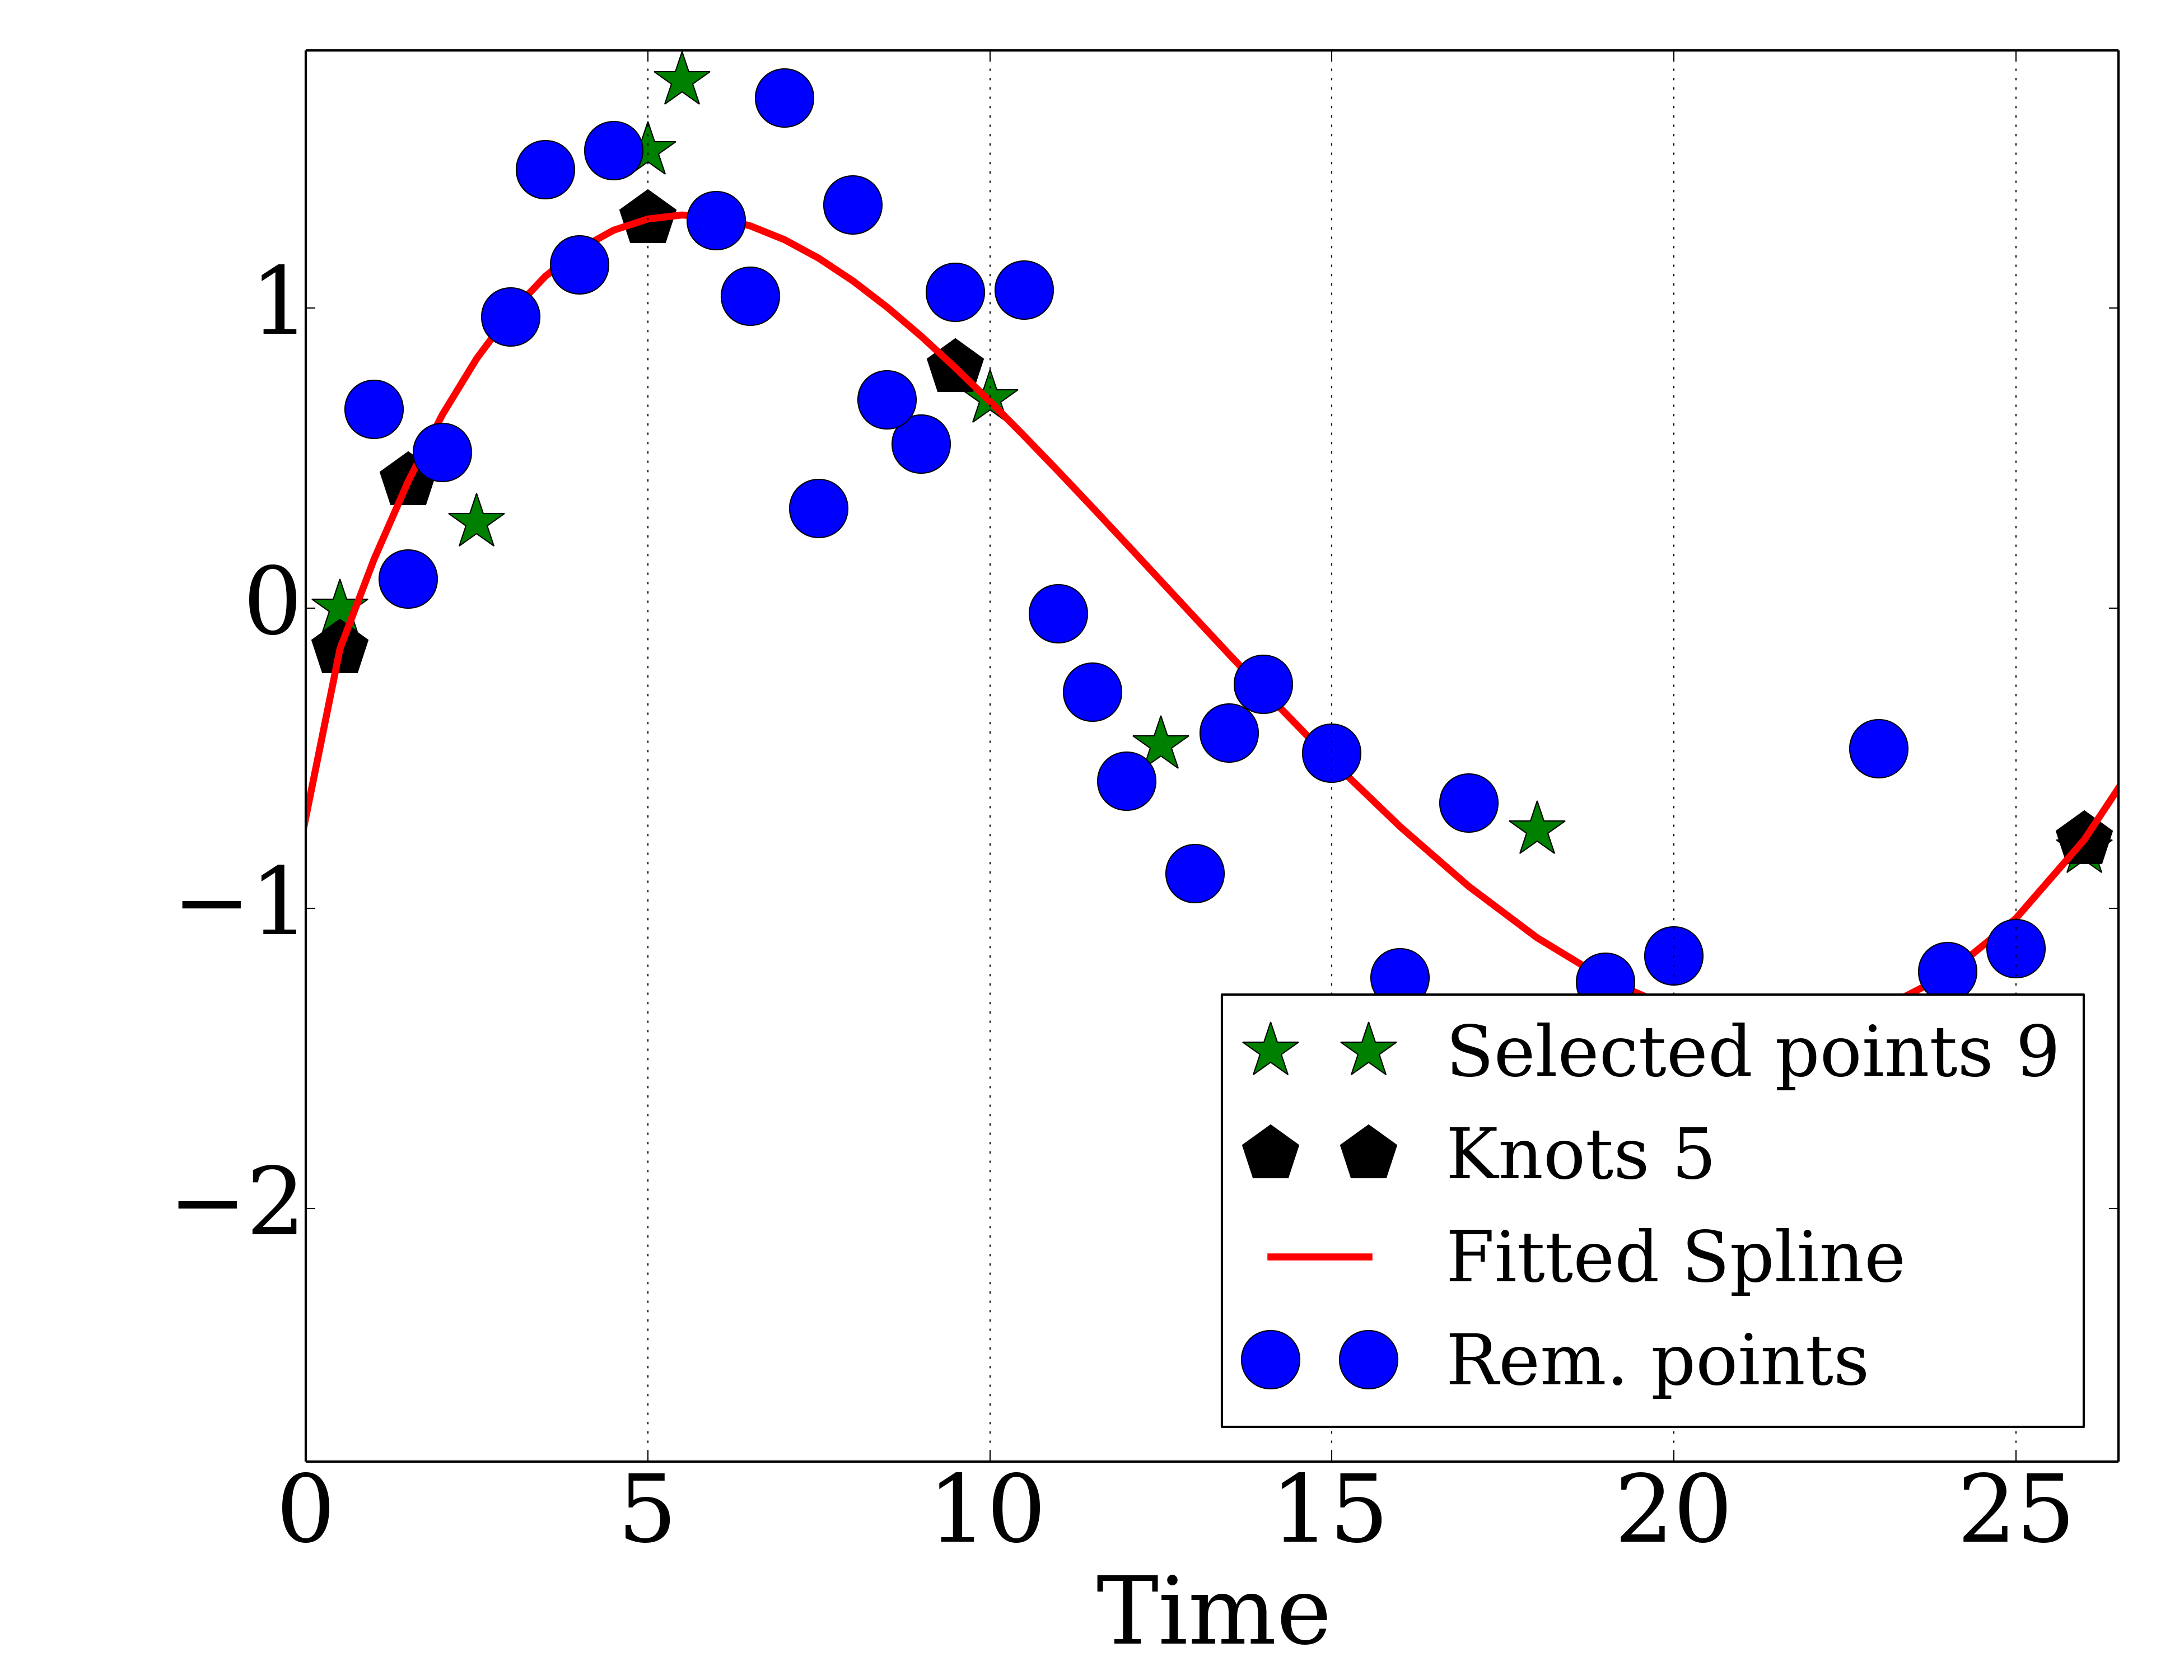 1
0
−1
−2
Selected points 9
Knots 5
Fitted Spline
Rem. points
0 5 10 15 20 25
Time